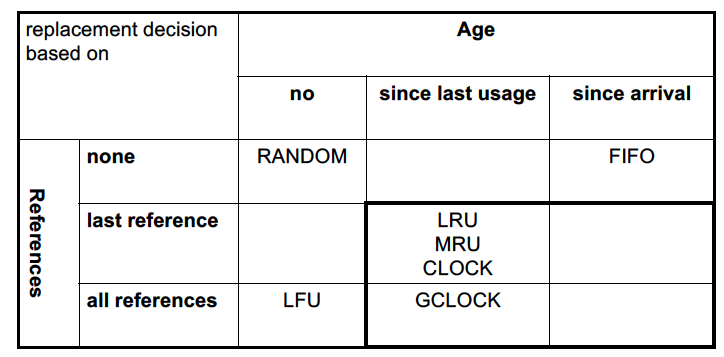 replacement decision
based on
Age
no
since last usage
since arrival
References
none
RANDOM
FIFO
last reference
LRU
MRU
CLOCK
all references
LFU
GCLOCK